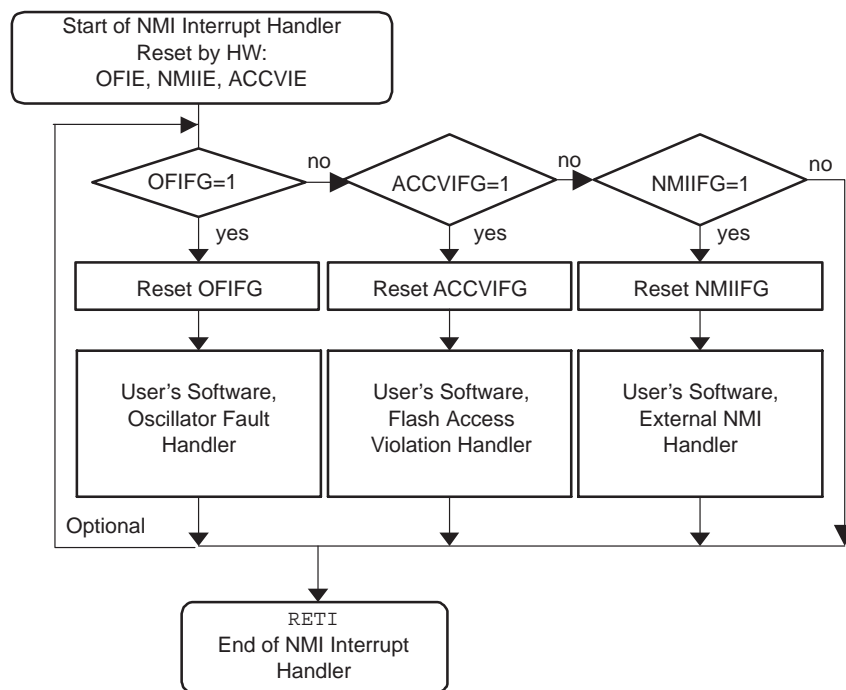 Start of NMI Interrupt Handler
Reset by HW:
OFIE, NMIIE, ACCVIE
no
no
no
OFIFG=1
ACCVIFG=1
NMIIFG=1
yes
yes
yes
Reset OFIFG
Reset ACCVIFG
Reset NMIIFG
User's Software,
Oscillator Fault
Handler
User's Software,
Flash Access
Violation Handler
User's Software,
External NMI
Handler
Optional
RETI
End of NMI Interrupt
Handler